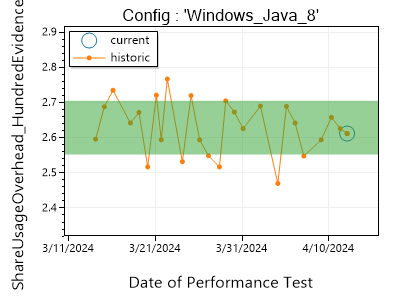 Config : 'Windows_Java_8'
ShareUsageOverhead_HundredEvidence
current
historic
2.9
2.8
2.7
2.6
2.5
2.4
3/11/2024
3/21/2024
3/31/2024
4/10/2024
Date of Performance Test